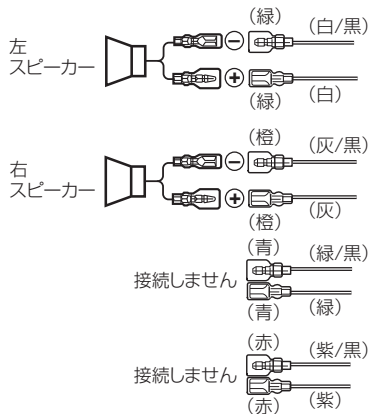 (緑)
(白/黒)
左
スピーカー
⊖
⊕
(緑)
(白)
(橙)
(灰/黒)
右
スピーカー
⊖
⊕
(橙)
(灰)
(青)
(緑/黒)
接続しません
(青)
(緑)
(赤)
(紫/黒)
接続しません
(赤)
(紫)